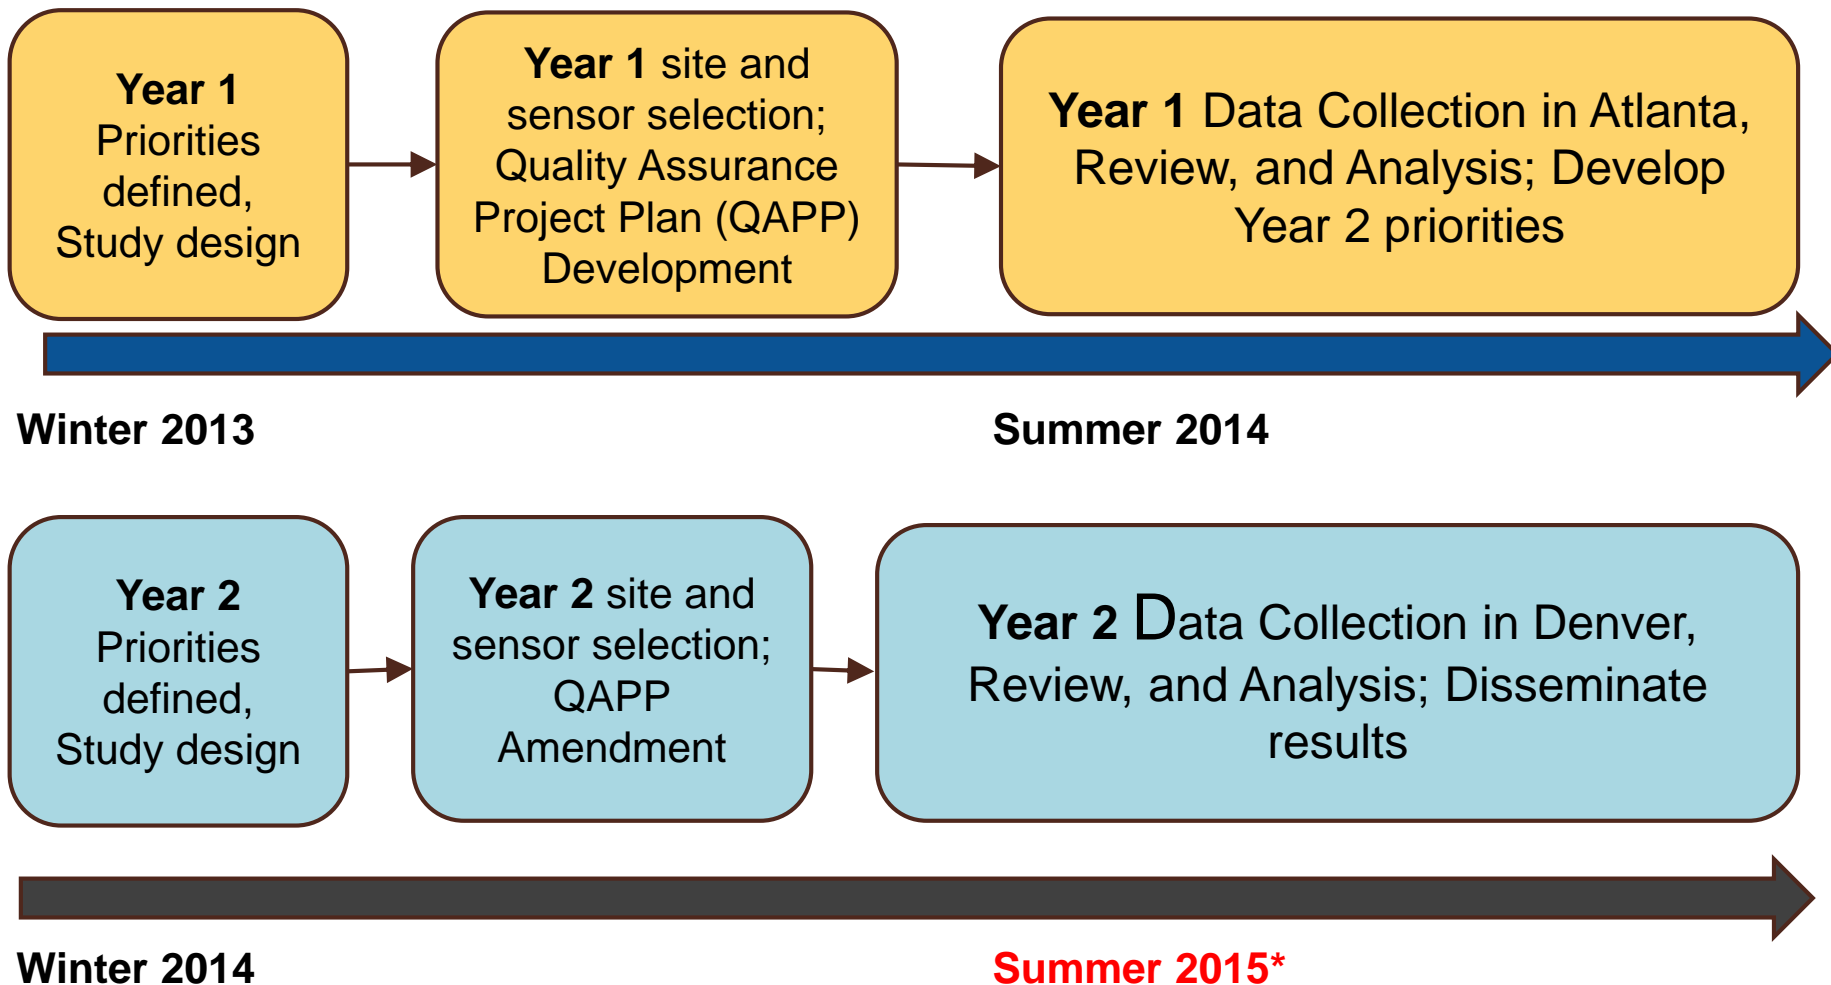 Year 1
Priorities
defined,
Study design
Year 1 site and
sensor selection;
Quality Assurance
Project Plan (QAPP)
Development
Year 1 Data Collection in Atlanta,
Review, and Analysis; Develop
Year 2 priorities
Winter 2013
Summer 2014
Year 2
Priorities
defined,
Study design
Year 2 site and
sensor selection;
QAPP
Amendment
Year 2 Data Collection in Denver,
Review, and Analysis; Disseminate
results
Winter 2014
Summer 2015*